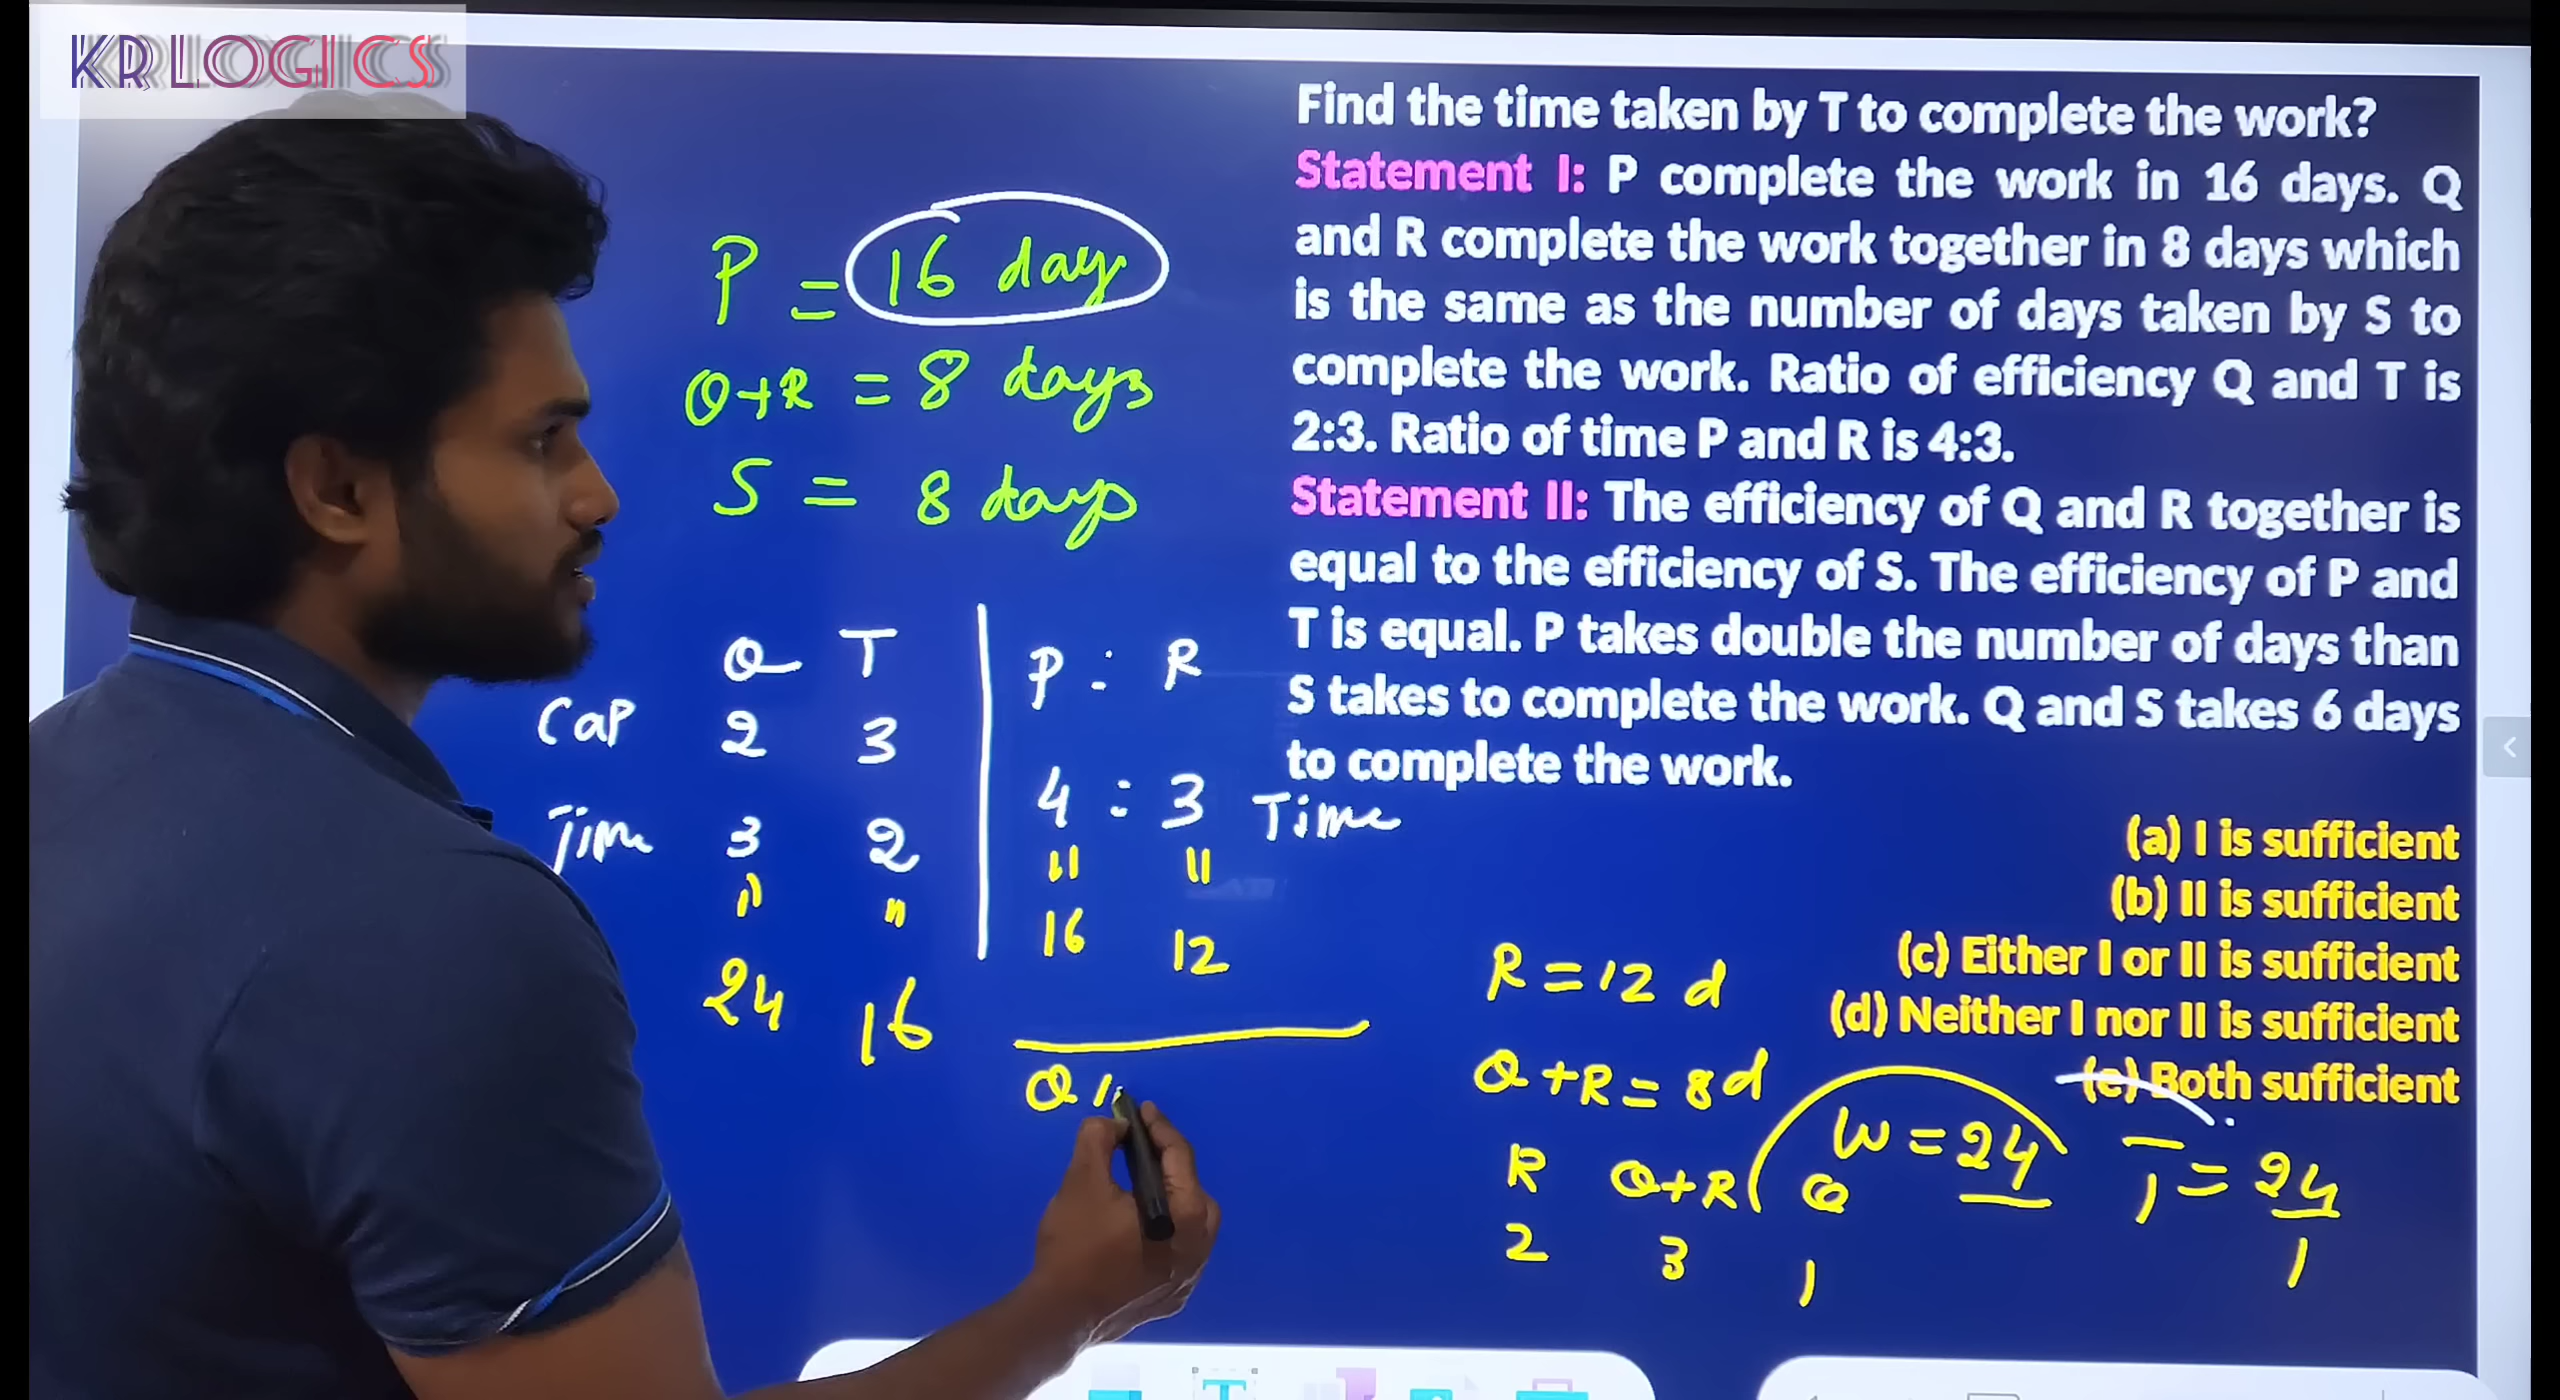 KRLOGICS
Find the time taken by T to complete the work?
Statement I: P complete the work in 16 days. Q
and R complete the work together in 8 days which
is the same as the number of days taken by S to
complete the work. Ratio of efficiency Q and T is
2:3. Ratio of time P and R is 4:3.
Statement II: The efficiency of Q and R together is
equal to the efficiency of S. The efficiency of P and
T is equal. P takes double the number of days than
S takes to complete the work. Q and S takes 6 days
to complete the work.
(a) I is sufficient
(b) II is sufficient
(c) Either I or II is sufficient
(d) Neither I nor II is sufficient
(e) Both sufficient
P = 16 days
Q+R = 8 days
S = 8 days
Q T
Cap 2 3
Time 3 2
24 16
P : R
4 : 3 Time
16 12
Q
R = 12 d
Q+R = 8d
R Q+R Q
2 3 1
W = 24
= 24
1